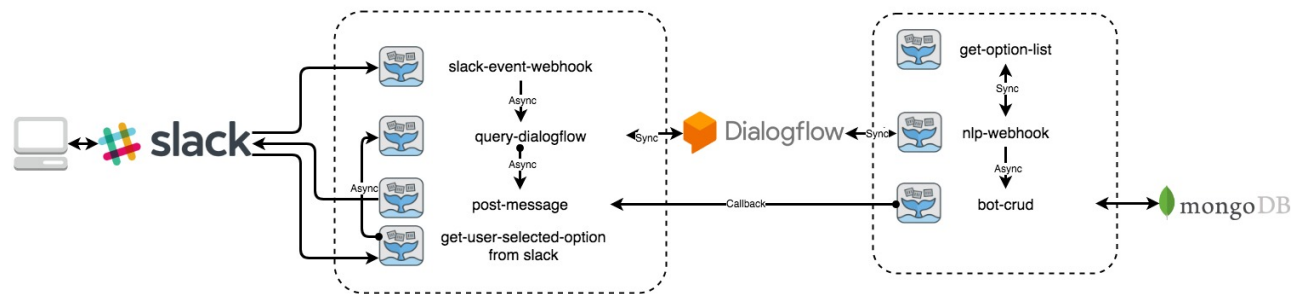 slack
slack-event-webhook
Async
query-dialogflow
Async
post-message
Async
get-user-selected-option
from slack
Sync
Dialogflow
Sync
Callback
get-option-list
Sync
nlp-webhook
Async
bot-crud
mongoDB